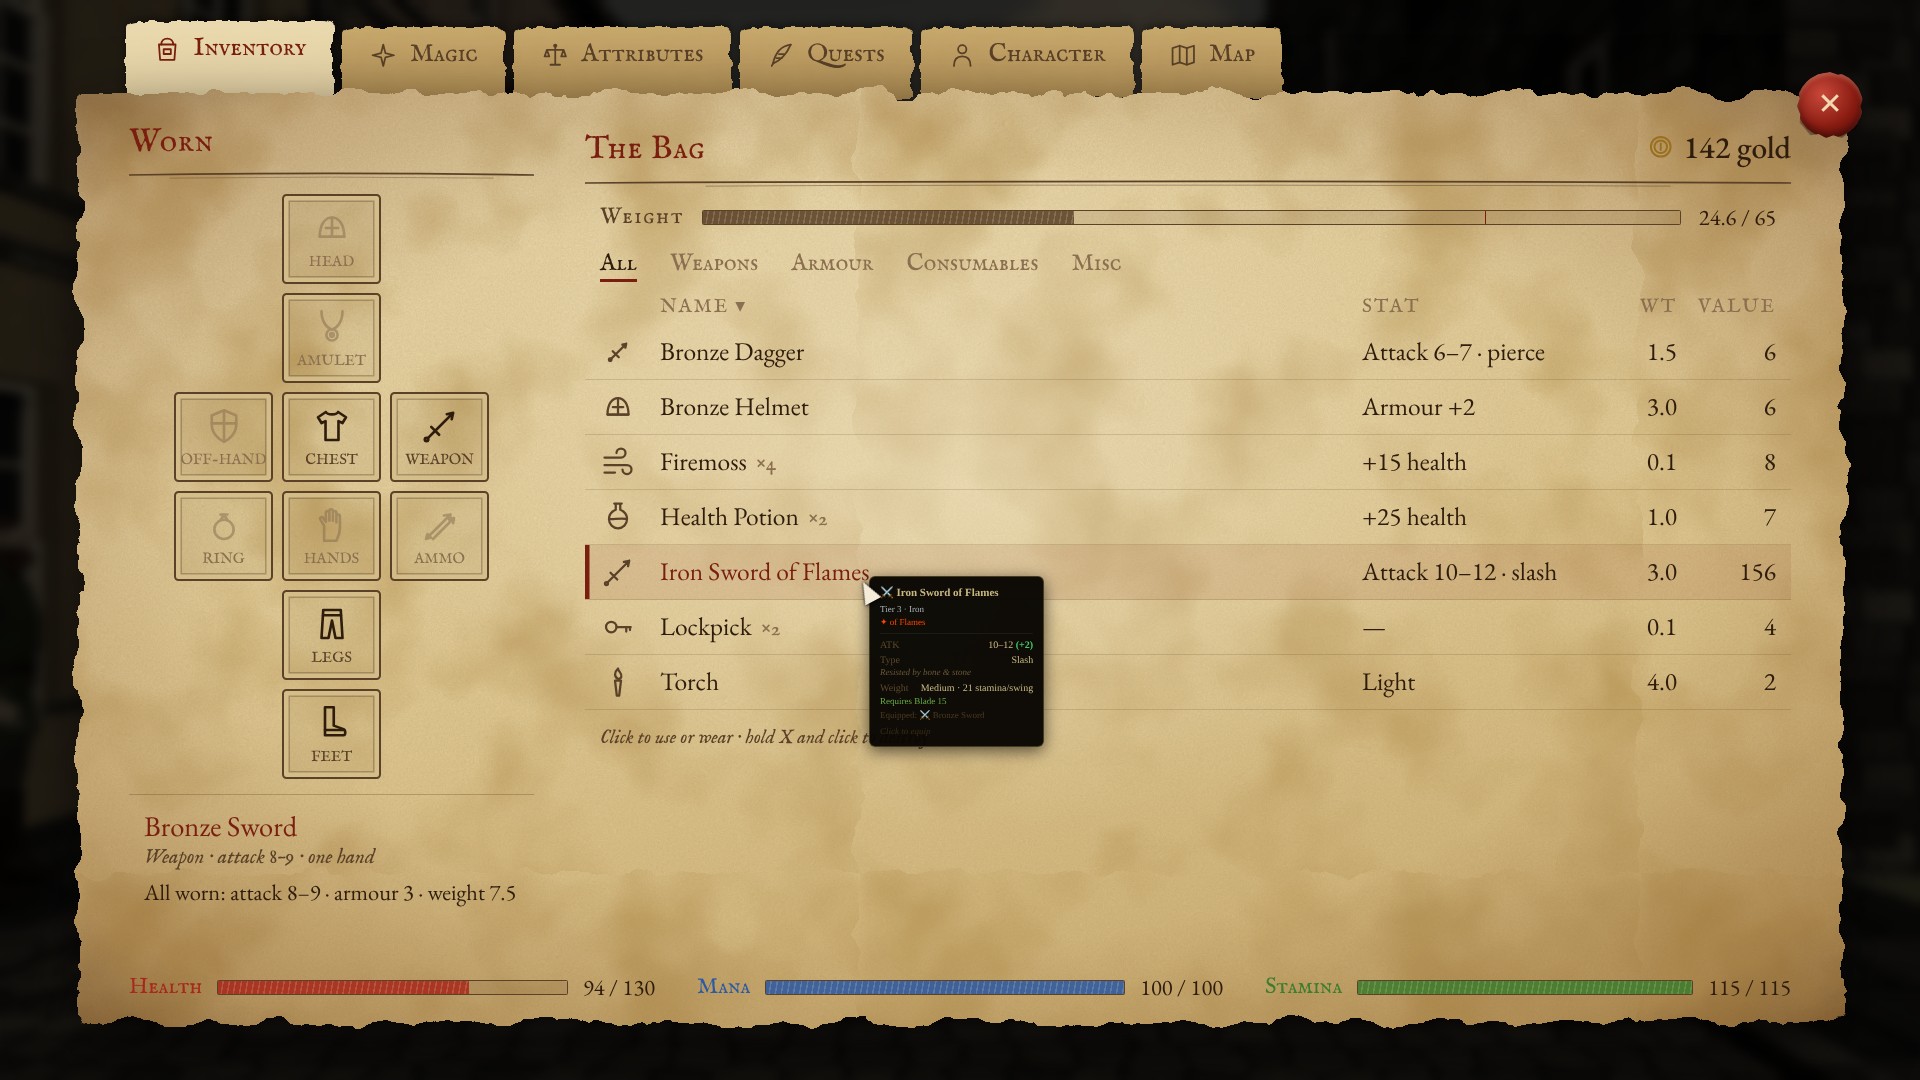 Inventory
Magic
Attributes
Quests
Character
Map
Worn
HEAD
AMULET
OFF-HAND
CHEST
WEAPON
RING
HANDS
AMMO
LEGS
FEET
Bronze Sword
Weapon · attack 8–9 · one hand
All worn: attack 8–9 · armour 3 · weight 7.5
The Bag
142 gold
Weight 24.6 / 65
All Weapons Armour Consumables Misc
NAME ▼ STAT WT VALUE
Bronze Dagger Attack 6–7 · pierce 1.5 6
Bronze Helmet Armour +2 3.0 6
Firemoss ×4 +15 health 0.1 8
Health Potion ×2 +25 health 1.0 7
Iron Sword of Flames Attack 10–12 · slash 3.0 156
Lockpick ×2 — 0.1 4
Torch Light 4.0 2
Click to use or wear · hold X and click
Iron Sword of Flames
Tier 3 · Iron
✦ of Flames
ATK 10–12 (+2)
Type Slash
Resisted by bone & stone
Weight Medium · 21 stamina/swing
Requires Blade 15
Equipped: Bronze Sword
Click to equip
Health 94 / 130
Mana 100 / 100
Stamina 115 / 115